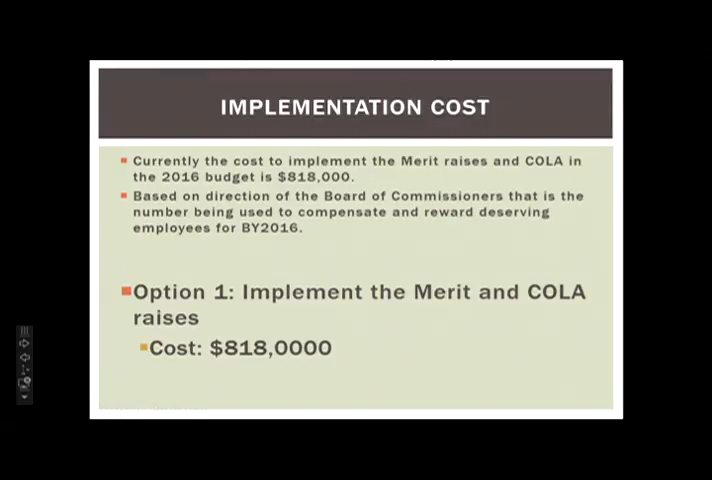 IMPLEMENTATION COST
Currently the cost to implement the Merit raises and COLA in
the 2016 budget is $818,000.
Based on direction of the Board of Commissioners that is the
number being used to compensate and reward deserving
employees for BY2016.
Option 1: Implement the Merit and COLA
raises
Cost: $818,0000